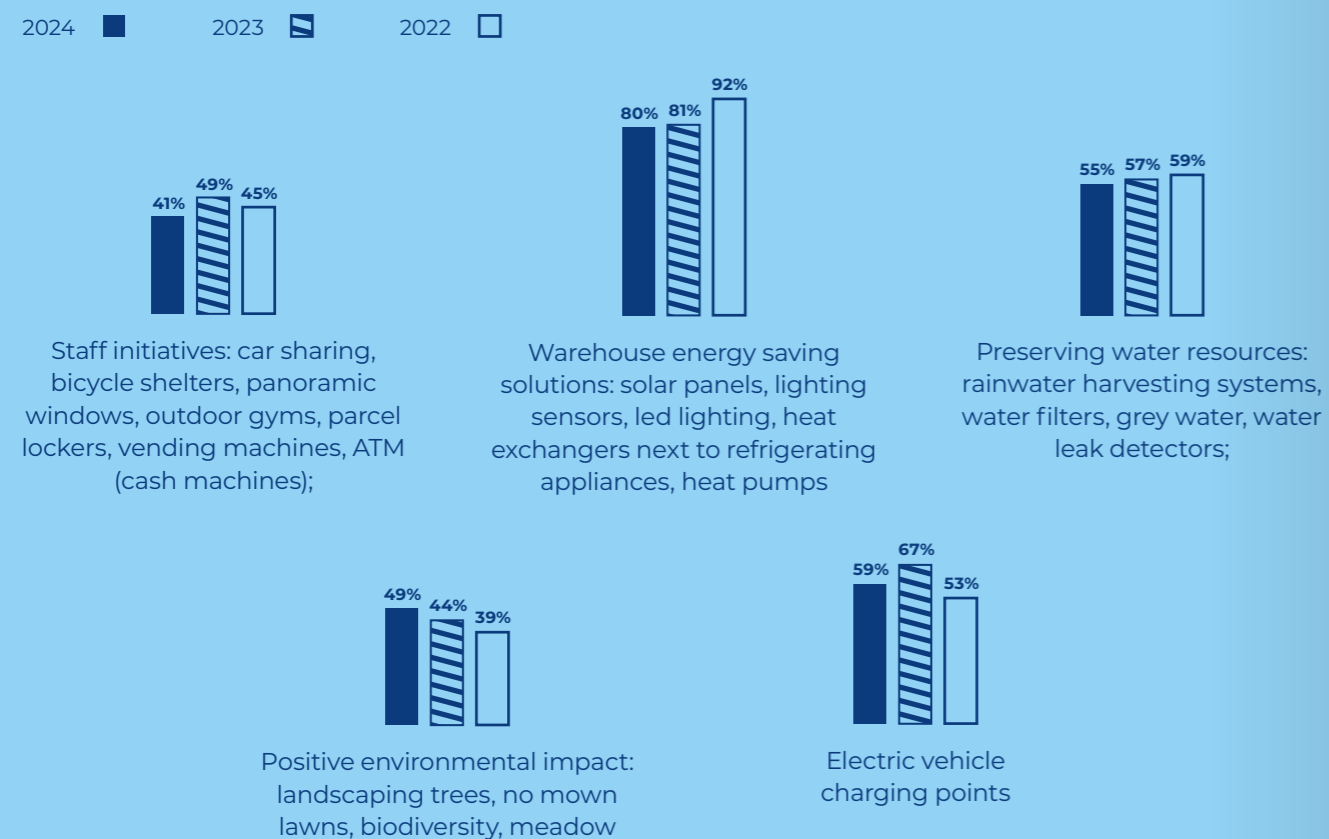 2024 2023 2022
92%
80% 81%
55% 57% 59%
41% 49% 45%
Staff initiatives: car sharing,
bicycle shelters, panoramic
windows, outdoor gyms, parcel
lockers, vending machines, ATM
(cash machines);
Warehouse energy saving
solutions: solar panels, lighting
sensors, led lighting, heat
exchangers next to refrigerating
appliances, heat pumps
Preserving water resources:
rainwater harvesting systems,
water filters, grey water, water
leak detectors;
49% 44% 39%
59% 67% 53%
Positive environmental impact:
landscaping trees, no mown
lawns, biodiversity, meadow
Electric vehicle
charging points